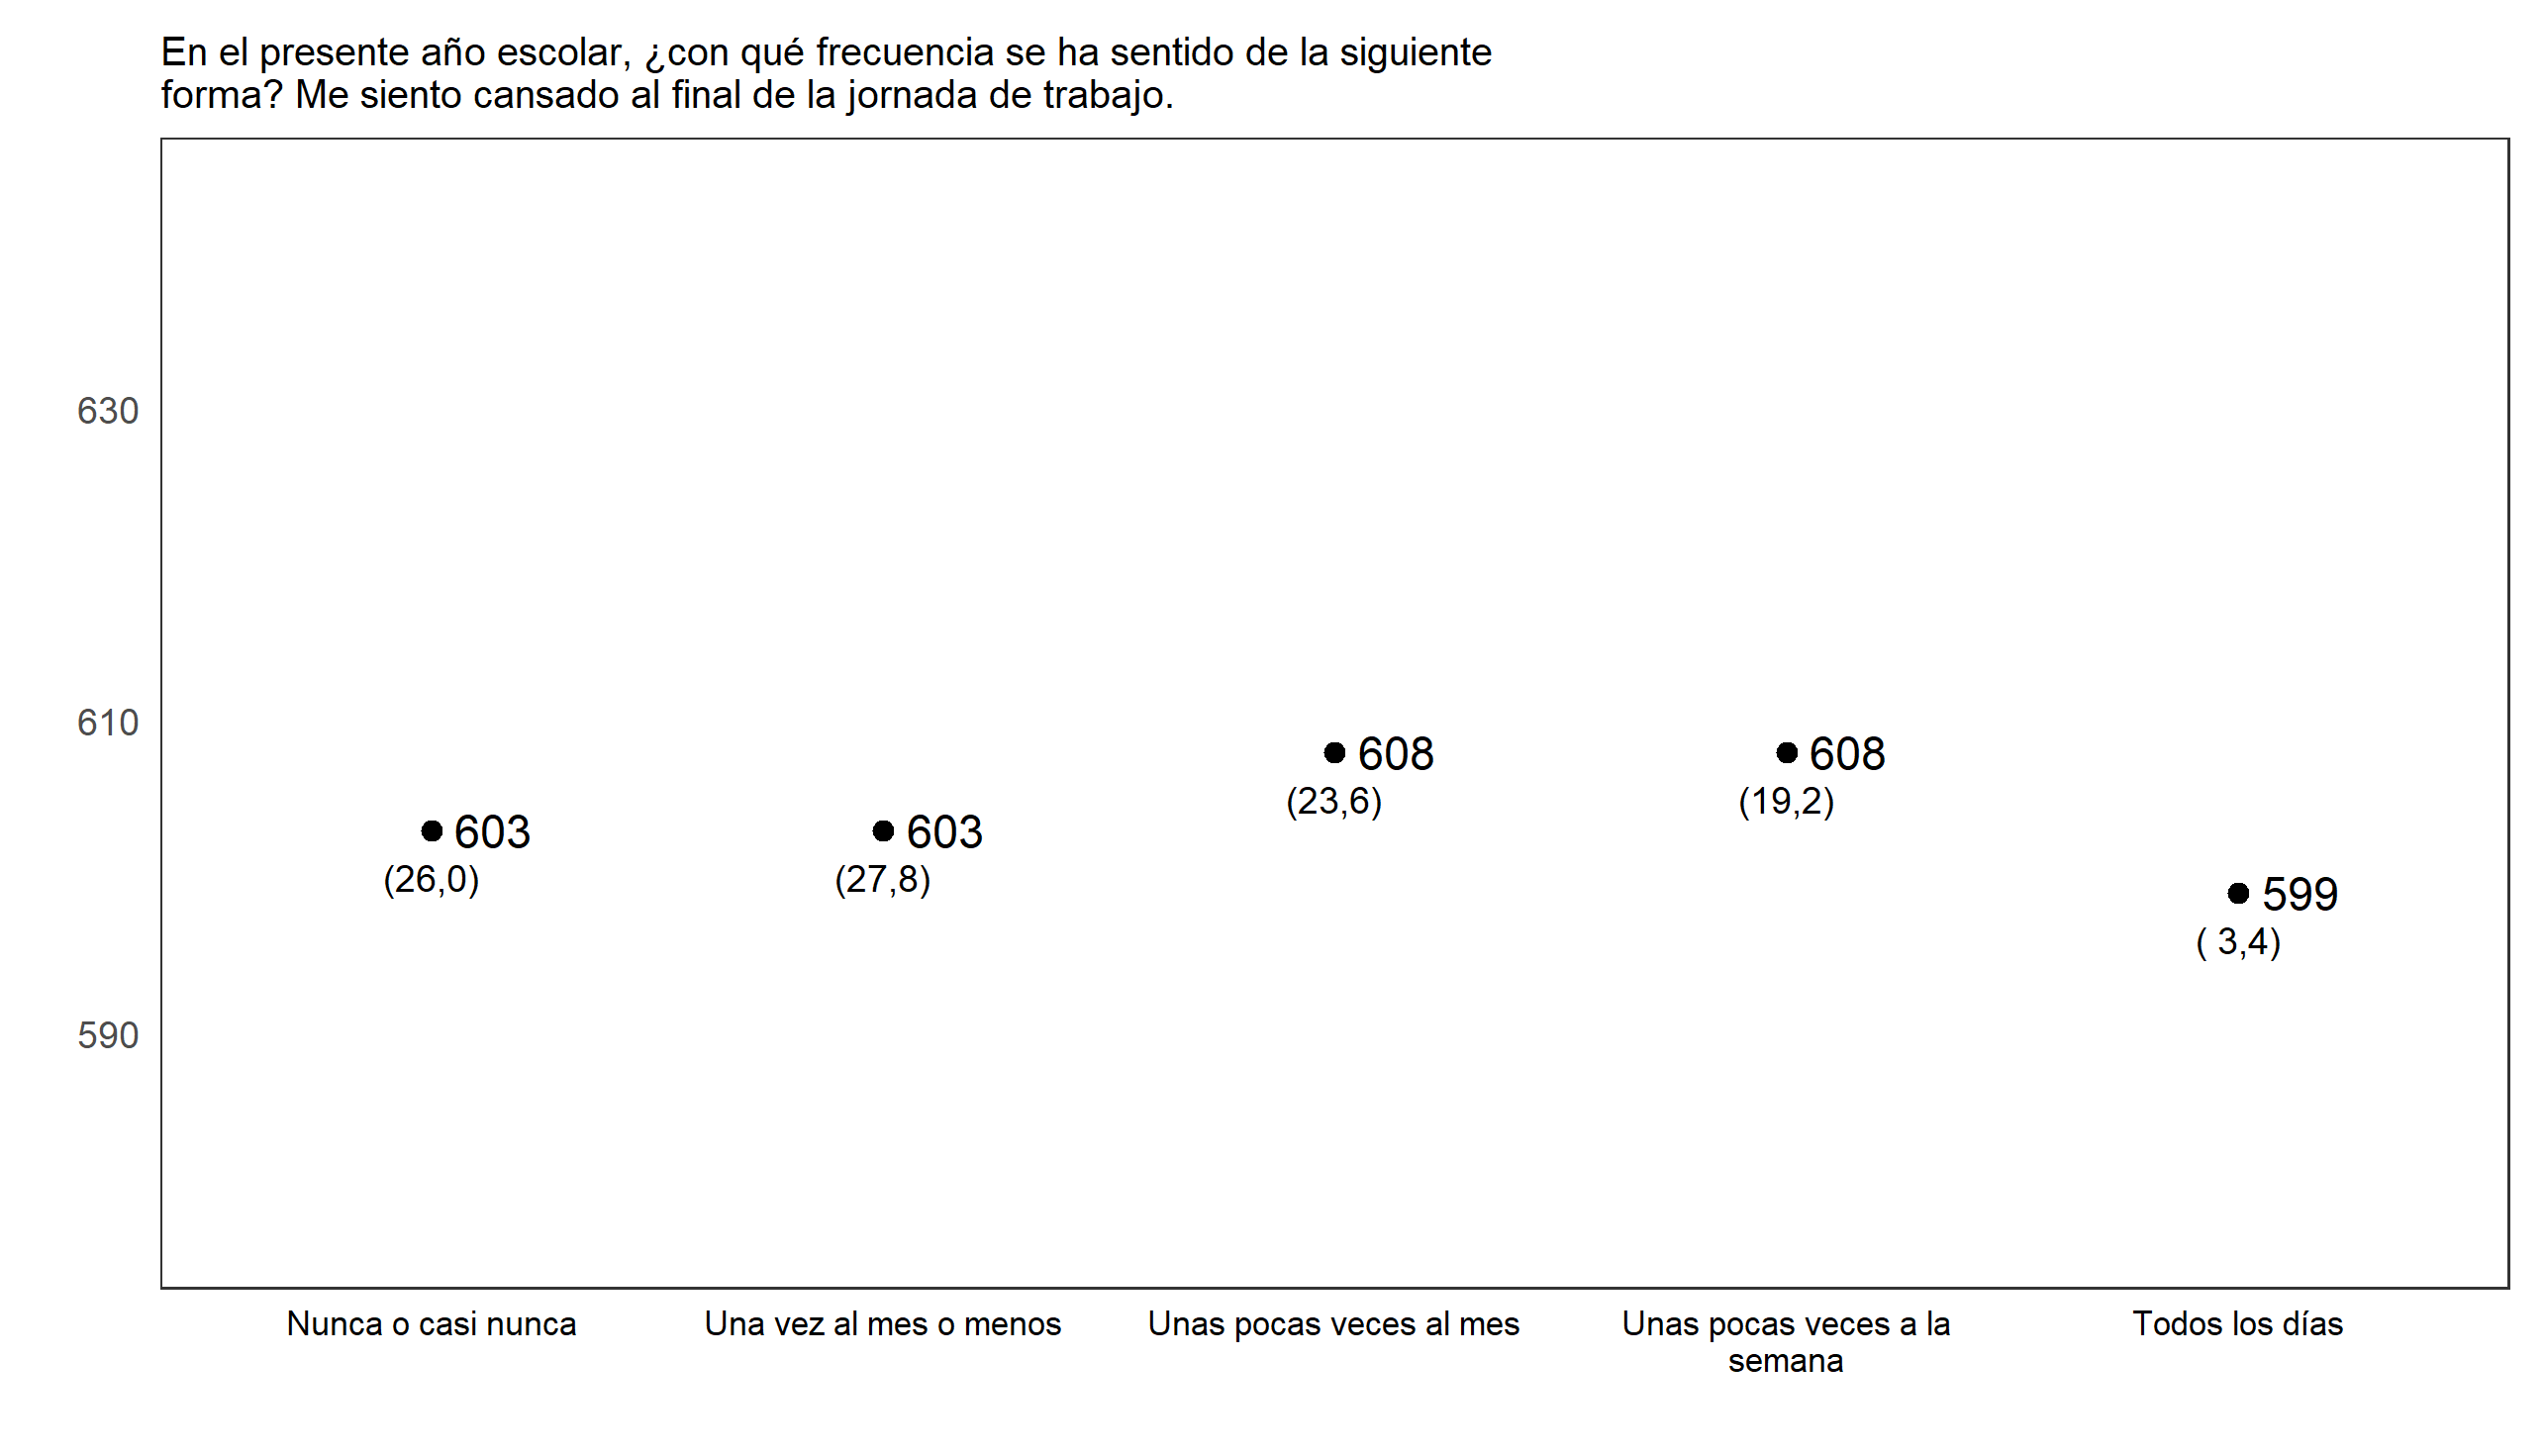 En el presente año escolar, ¿con qué frecuencia se ha sentido de la siguiente
forma? Me siento cansado al final de la jornada de trabajo.
630
610
590
603
(26,0)
603
(27,8)
608
(23,6)
608
(19,2)
599
( 3,4)
Nunca o casi nunca
Una vez al mes o menos
Unas pocas veces al mes
Unas pocas veces a la
semana
Todos los días